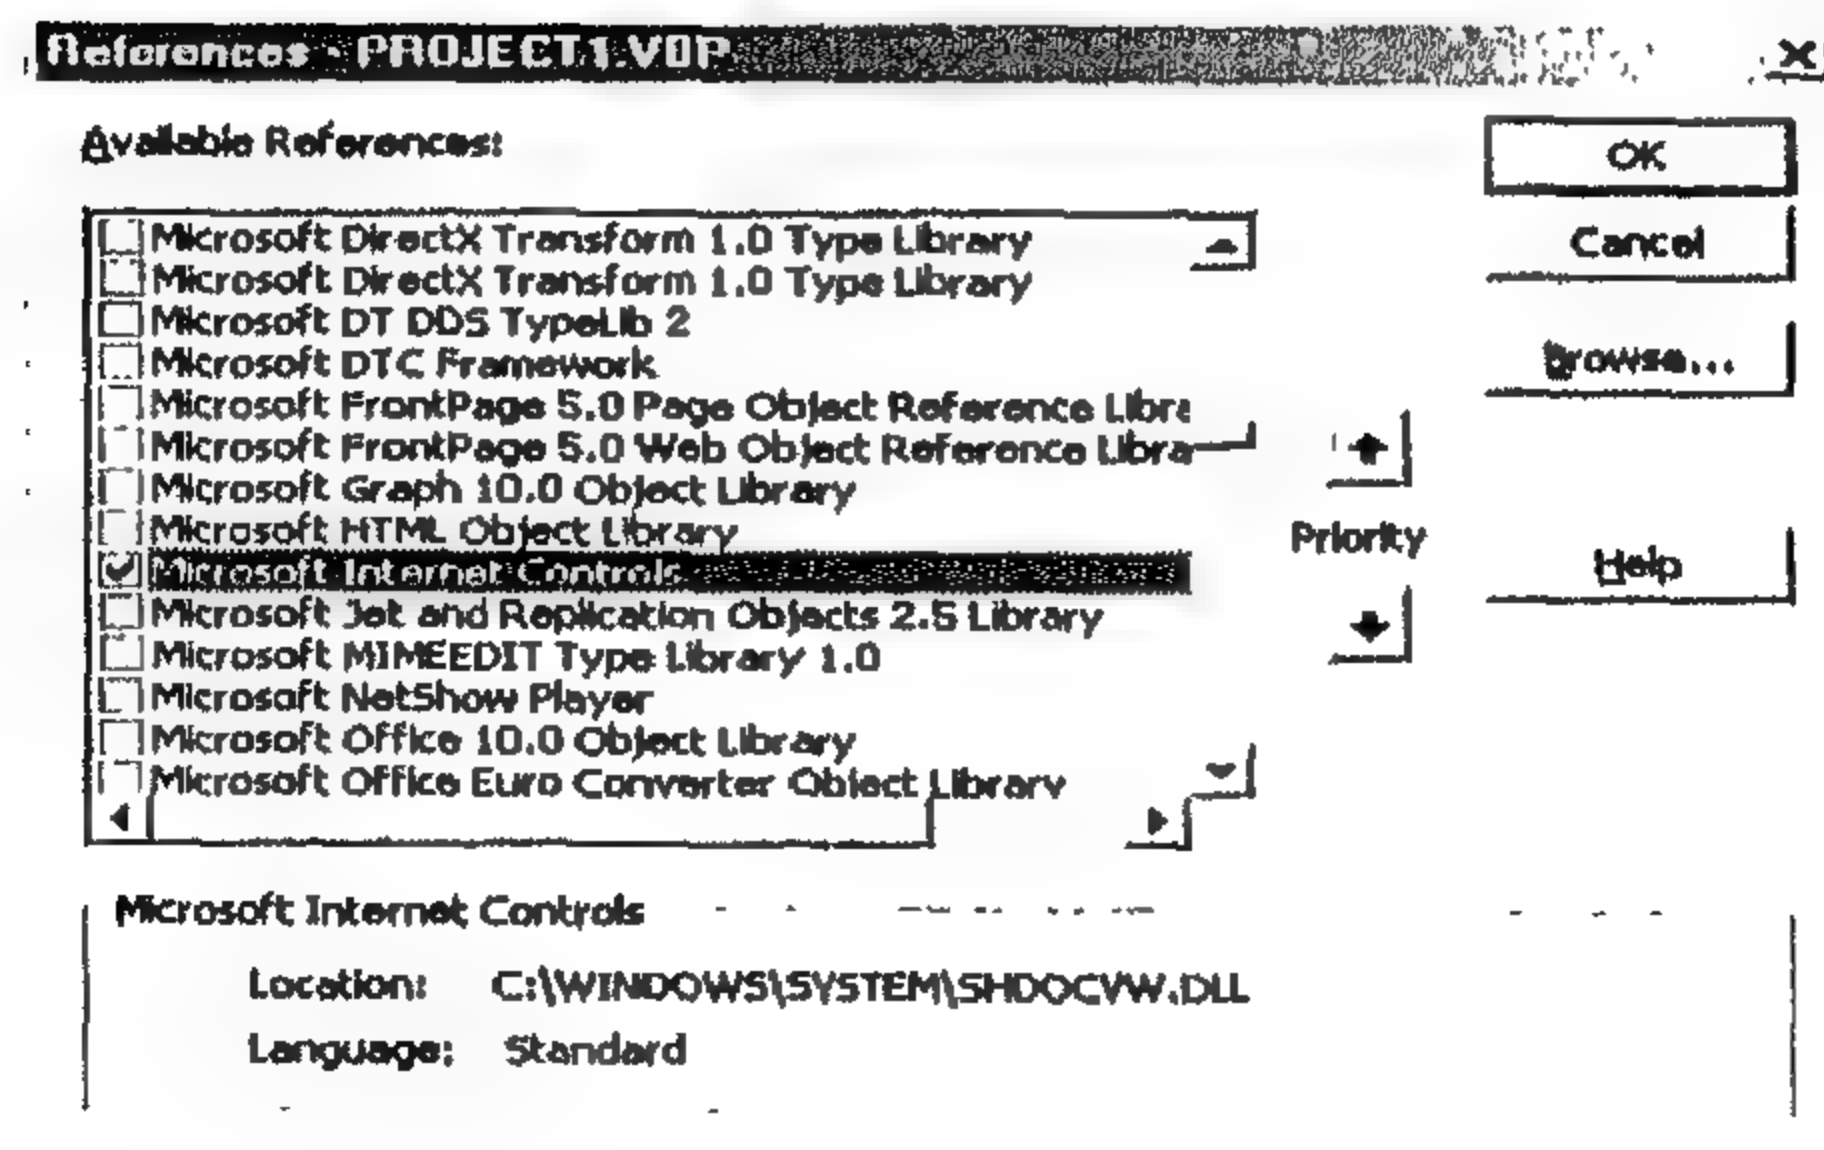 References - PROJECT1.VBP
Available References:
Microsoft DirectX Transform 1.0 Type Library
Microsoft DirectX Transform 1.0 Type Library
Microsoft DT DDS TypeLib 2
Microsoft DTC Framework
Microsoft FrontPage 5.0 Page Object Reference Libra
Microsoft FrontPage 5.0 Web Object Reference Libra
Microsoft Graph 10.0 Object Library
Microsoft HTML Object Library
Microsoft Internet Controls
Microsoft Jet and Replication Objects 2.5 Library
Microsoft MIMEEDIT Type Library 1.0
Microsoft NetShow Player
Microsoft Office 10.0 Object Library
Microsoft Office Euro Converter Object Library
OK
Cancel
Browse...
Priority
Help
Microsoft Internet Controls
Location: C:\WINDOWS\SYSTEM\SHDOCVW.DLL
Language: Standard